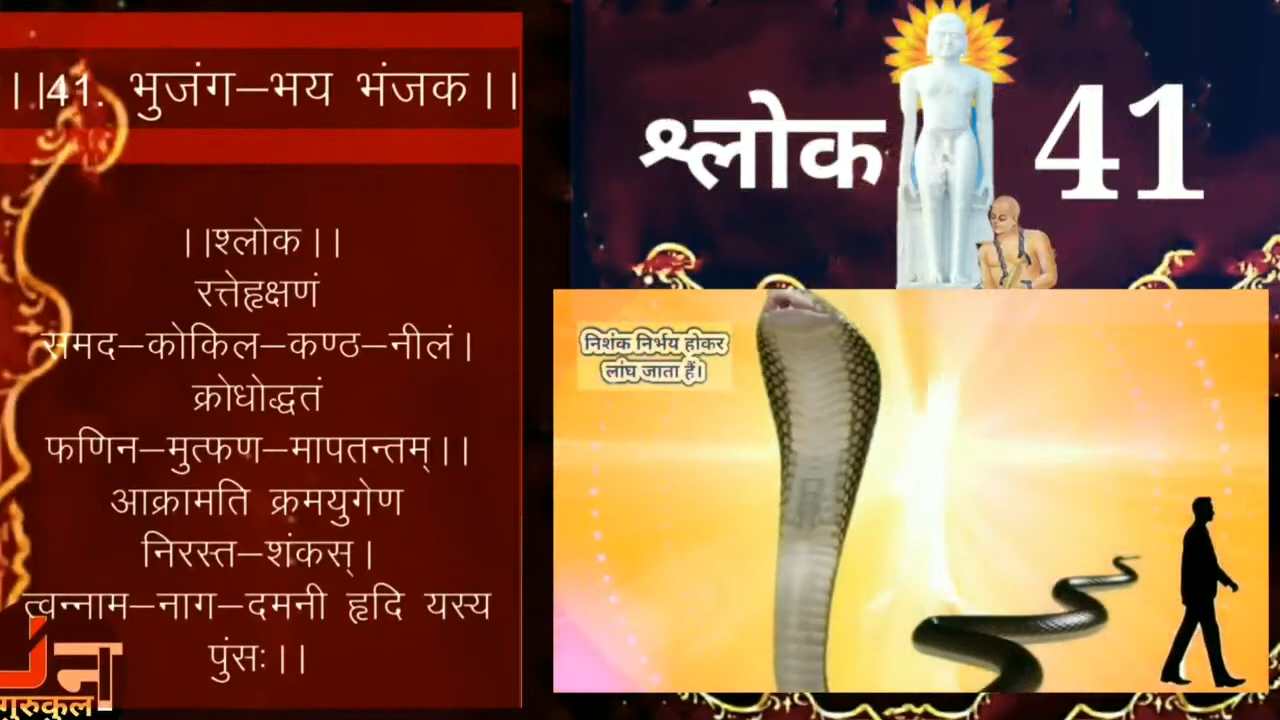 ||41. भुजंग–भय भंजक||
||श्लोक||
रत्तेहृक्षणं
समद–कोकिल–कण्ठ–नीलं|
क्रोधोद्धतं
फणिन–मुत्फण–मापतन्तम्||
आक्रामति क्रमयुगेण
निरस्त–शंकस्|
त्वन्नाम–नाग–दमनी हृदि यस्य
पुंसः||
श्लोक 41
निशंक निर्भय होकर
लांघ जाता हैं।
गुरुकुल